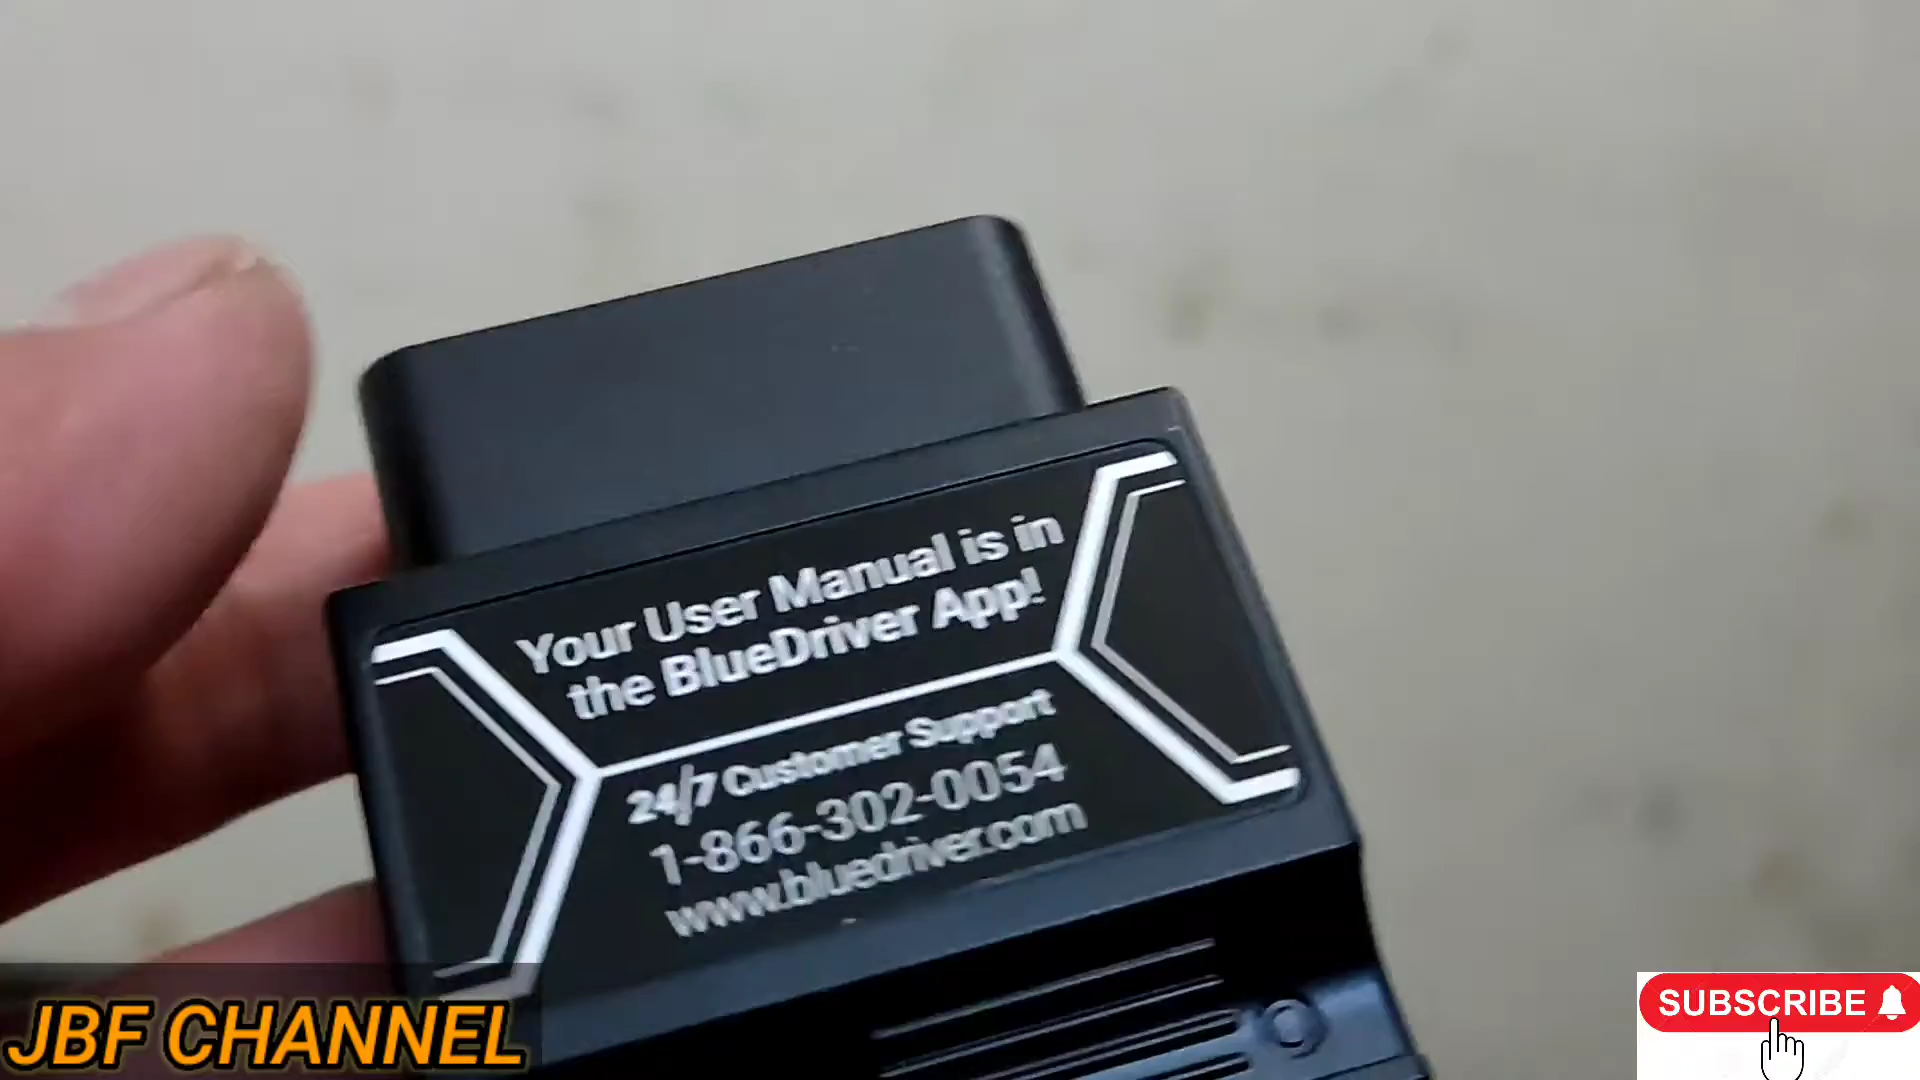 Your User Manual is in
the BlueDriver App!
24/7 Customer Support
1-866-302-0054
www.bluedriver.com
JBF CHANNEL
SUBSCRIBE